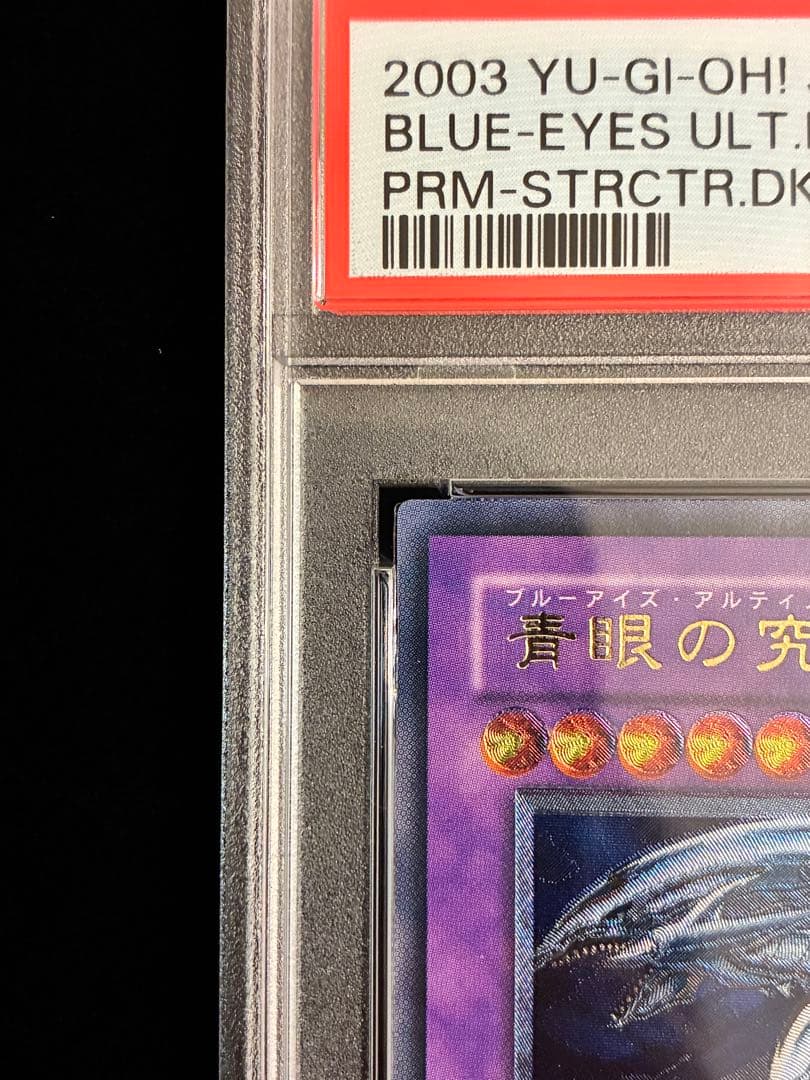 2003 YU-GI-OH!
BLUE-EYES ULT.
PRM-STRCTR.DK
ブルーアイズ・アルティ
青眼の究